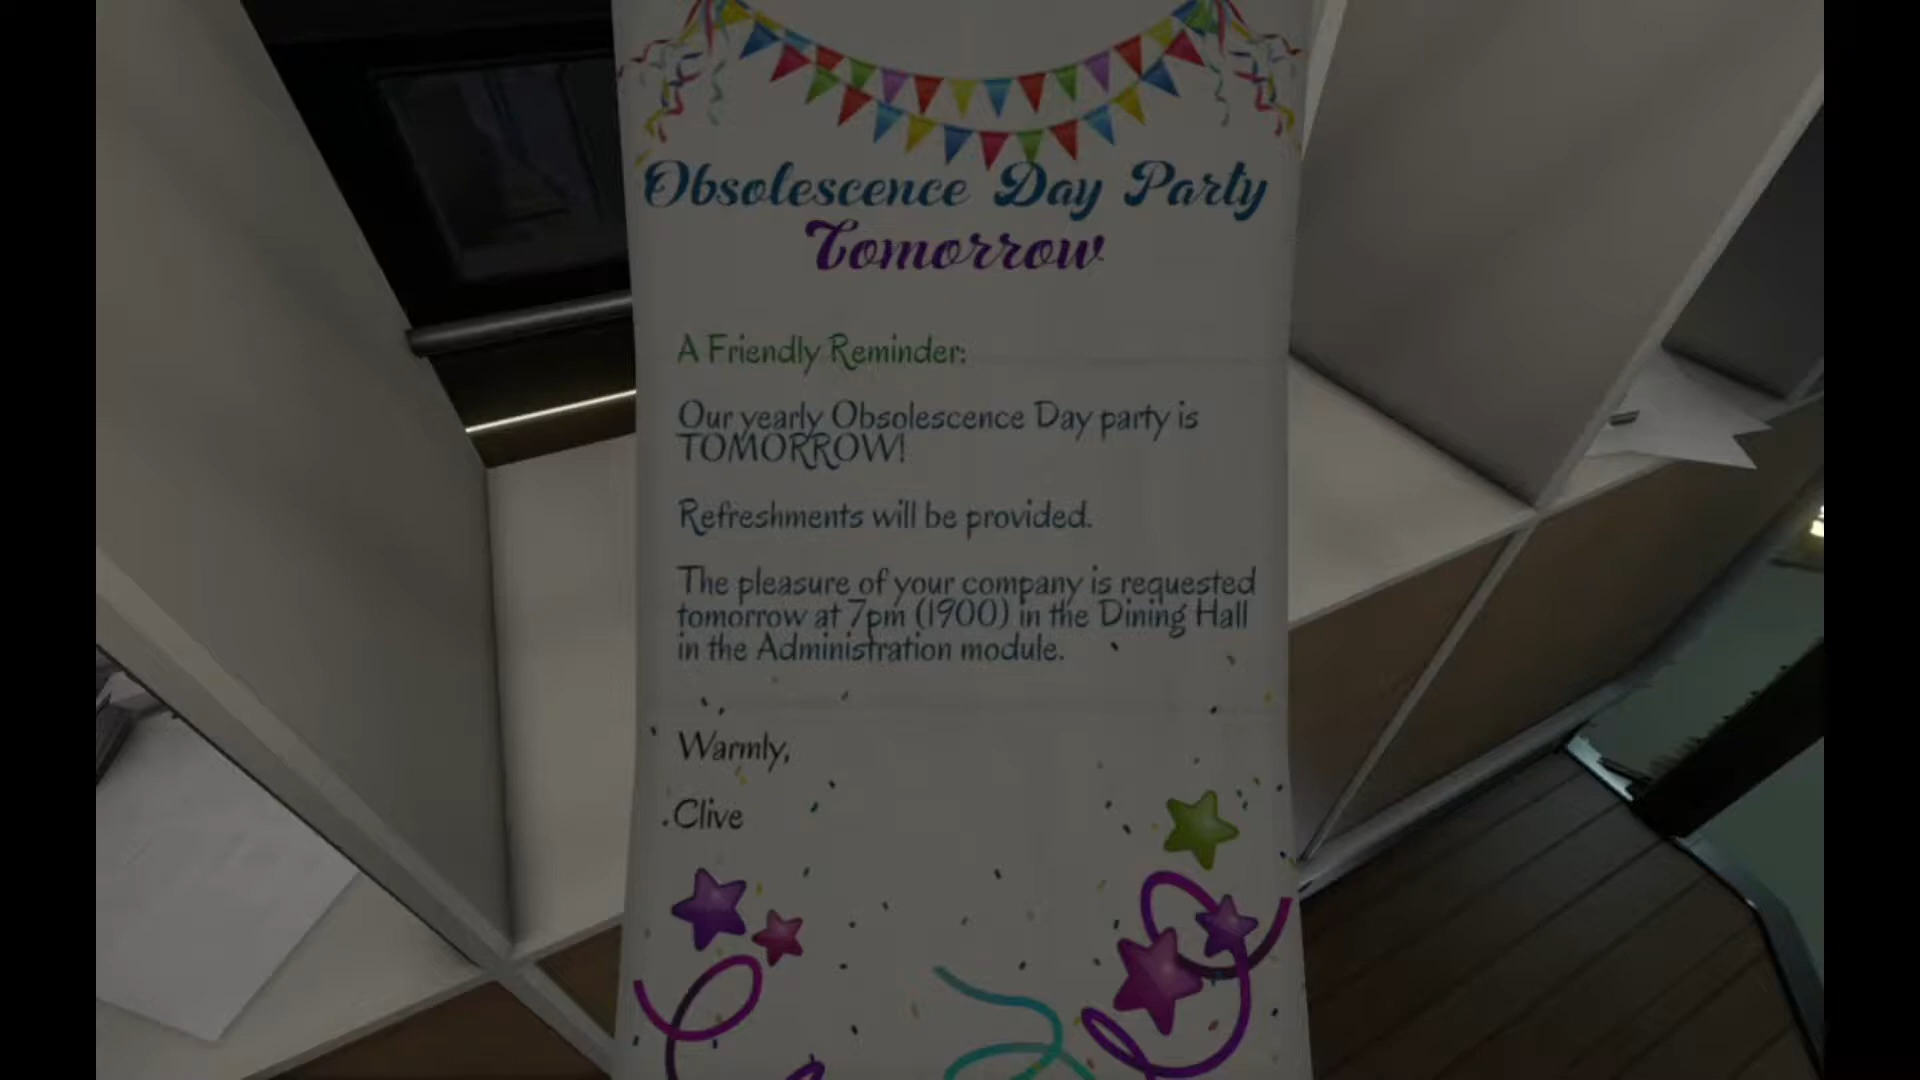 Obsolescence Day Party
Tomorrow
A Friendly Reminder:
Our yearly Obsolescence Day party is
TOMORROW!
Refreshments will be provided.
The pleasure of your company is requested
tomorrow at 7pm (1900) in the Dining Hall
in the Administration module.
Warmly,
Clive